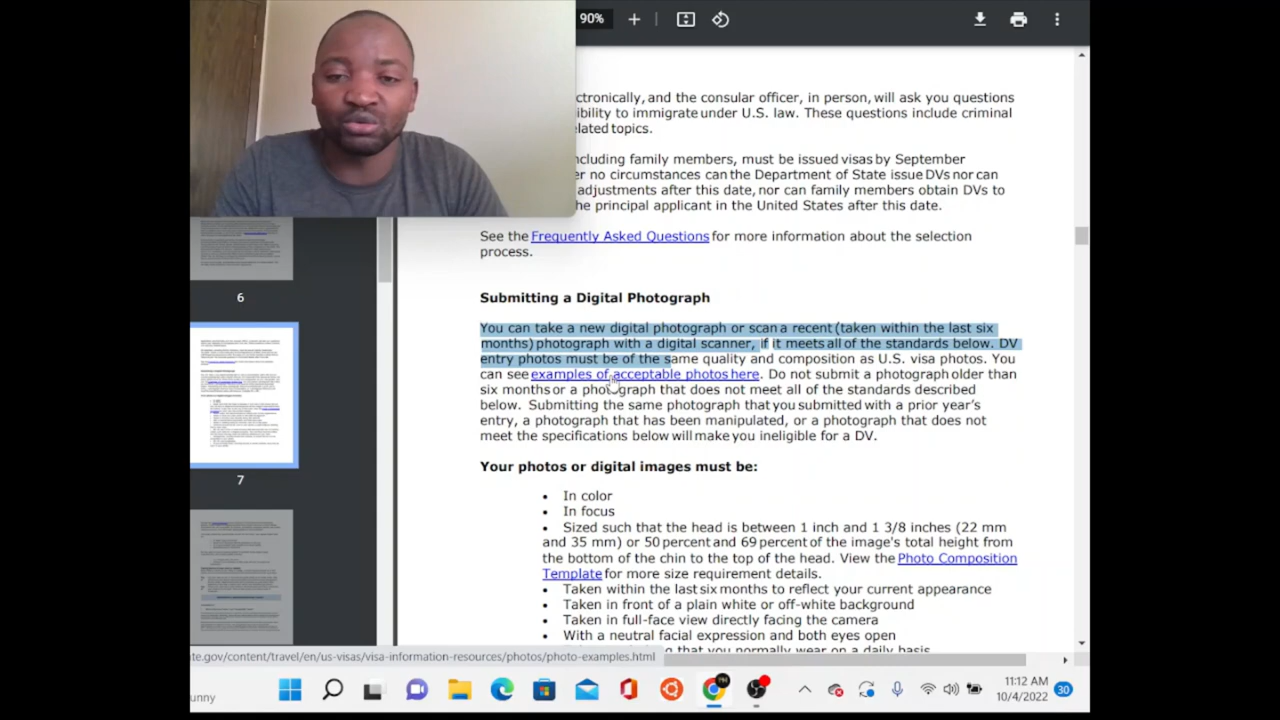 90%
ctronically, and the consular officer, in person, will ask you questions
ibility to immigrate under U.S. law. These questions include criminal
elated topics.
ncluding family members, must be issued visas by September
er no circumstances can the Department of State issue DVs nor can
adjustments after this date, nor can family members obtain DVs to
he principal applicant in the United States after this date.
See the Frequently Asked Questions for more information about the selection
process.
6
Submitting a Digital Photograph
You can take a new digital photograph or scan a recent (taken within the last six
months) photograph with a digital scanner, if it meets all of the standards below. DV
entry photos must be of the same quality and composition as U.S. visa photos. You
can see examples of acceptable photos here. Do not submit a photograph older than
six months or a photograph that does not meet all of the standards described
below. Submitting the same photograph that you submitted with a prior year's
entry, a photograph that has been manipulated, or a photograph that does not
meet the specifications below will make you ineligible for a DV.
Your photos or digital images must be:
7
• In color
• In focus
• Sized such that the head is between 1 inch and 1 3/8 inches (22 mm
and 35 mm) or 50 percent and 69 percent of the image's total height from
the bottom of the chin to the top of the head. View the Photo Composition
Template for more size requirement details.
• Taken within the last six months to reflect your current appearance
• Taken in front of a plain white or off-white background
• Taken in full-face view directly facing the camera
• With a neutral facial expression and both eyes open
that you normally wear on a daily basis
te.gov/content/travel/en/us-visas/visa-information-resources/photos/photo-examples.html
unny
11:12 AM
10/4/2022
30